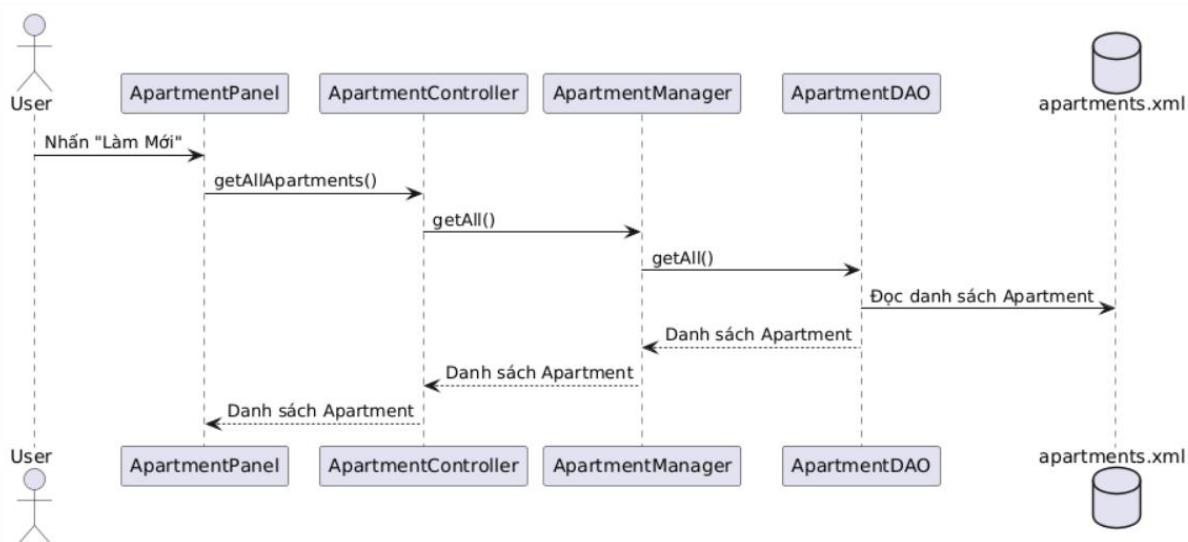 User
ApartmentPanel
ApartmentController
ApartmentManager
ApartmentDAO
apartments.xml
Nhấn "Làm Mới"
getAllApartments()
getAll()
getAll()
Đọc danh sách Apartment
Danh sách Apartment
Danh sách Apartment
Danh sách Apartment
User
ApartmentPanel
ApartmentController
ApartmentManager
ApartmentDAO
apartments.xml